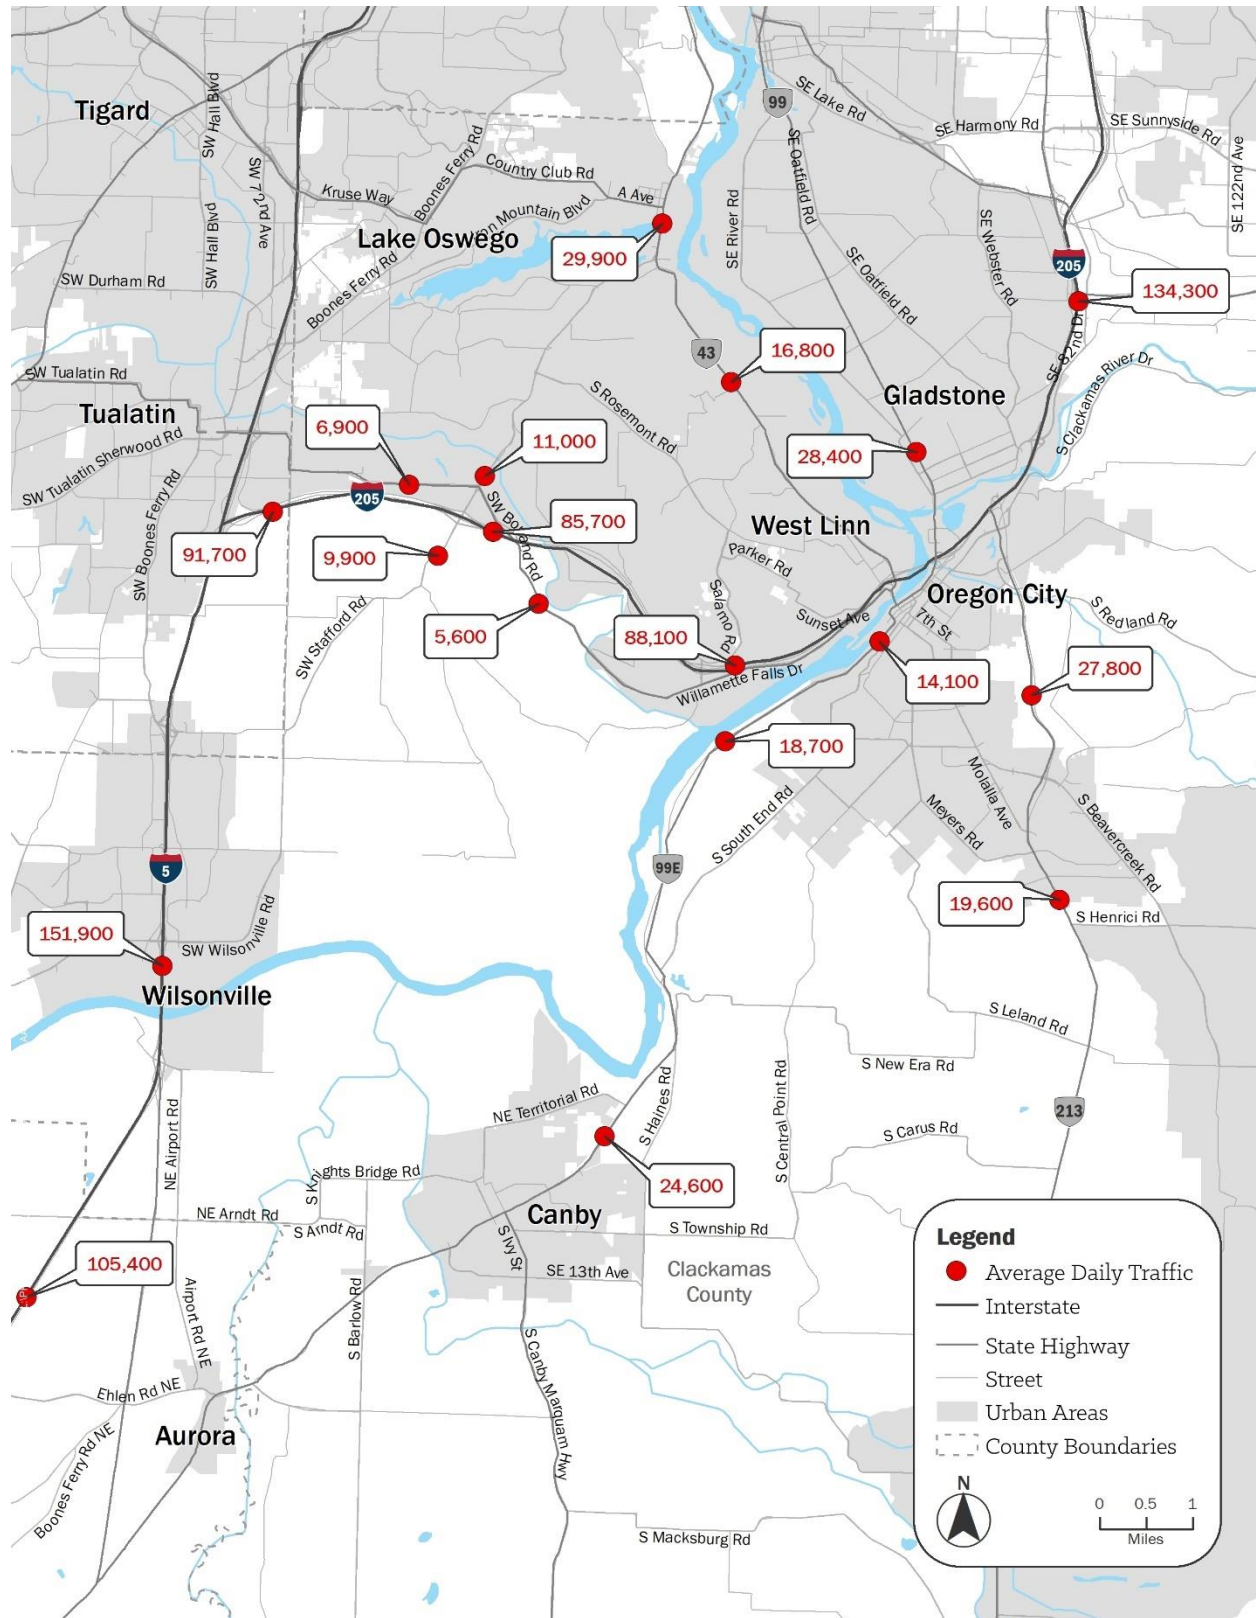 Tigard
SW Hall Blvd
SW 72nd Ave
SW Hall Blvd
Kruse Way
Boones Ferry Rd
Country Club Rd
A Ave
Iron Mountain Blvd
Lake Oswego
Boones Ferry Rd
SW Durham Rd
29,900
99
SE Lake Rd
SE Harmony Rd
SE Sunnyside Rd
SE 122nd Ave
SE Oatfield Rd
SE River Rd
SE Webster Rd
SE Oatfield Rd
205
134,300
SE 82nd Dr
S Clackamas River Dr
43
16,800
Gladstone
28,400
SW Tualatin Rd
Tualatin
SW Tualatin Sherwood Rd
SW Boones Ferry Rd
6,900
11,000
S Rosemont Rd
205
SW Borland Rd
85,700
91,700
9,900
5,600
SW Stafford Rd
West Linn
Parker Rd
Salamo Rd
Sunset Ave
88,100
Willamette Falls Dr
Oregon City
7th St
S Redland Rd
14,100
27,800
18,700
S South End Rd
Molalla Ave
Meyers Rd
S Beavercreek Rd
5
99E
19,600
S Henrici Rd
151,900
SW Wilsonville Rd
Wilsonville
S Leland Rd
S New Era Rd
NE Airport Rd
NE Territorial Rd
S Haines Rd
S Central Point Rd
213
S Carus Rd
S Knights Bridge Rd
24,600
NE Arndt Rd
S Arndt Rd
Canby
S Ivy St
S Township Rd
SE 13th Ave
Clackamas
County
105,400
Airport Rd NE
S Barlow Rd
S Canby Marquam Hwy
Ehlen Rd NE
Aurora
Boones Ferry Rd NE
S Macksburg Rd
Legend
Average Daily Traffic
Interstate
State Highway
Street
Urban Areas
County Boundaries
N
0 0.5 1
Miles